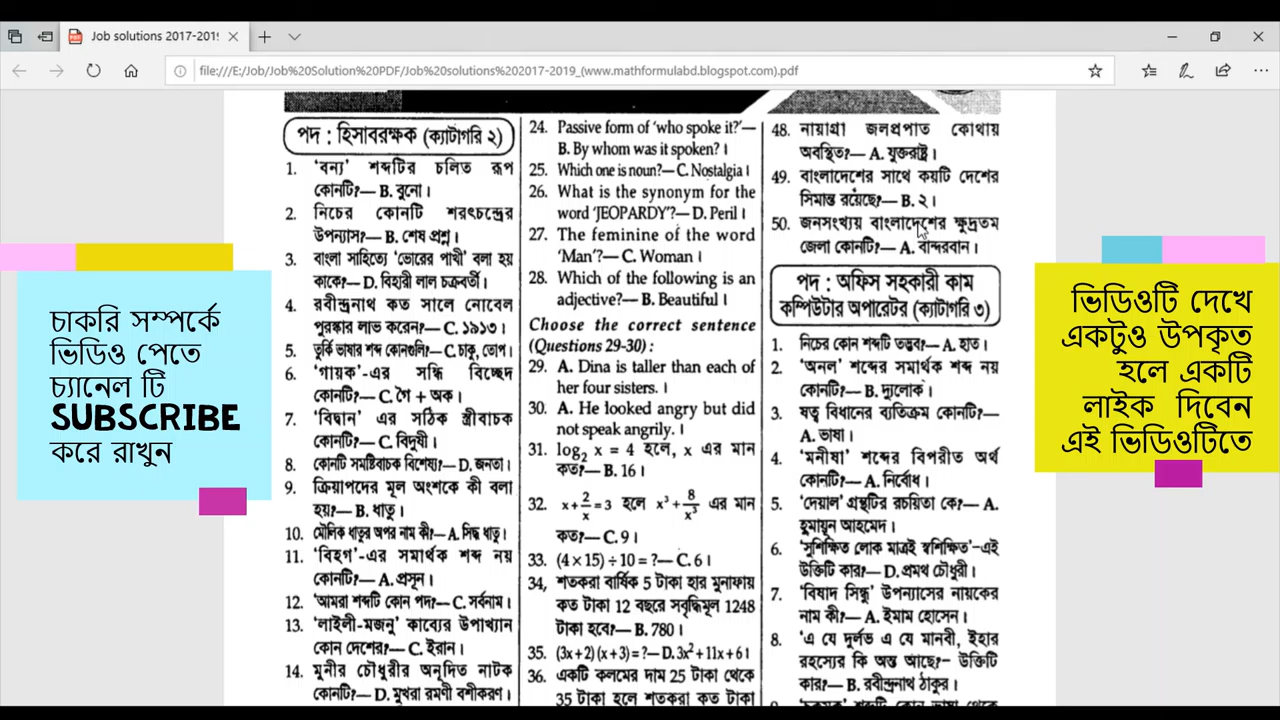 Job solutions 2017-2019
file:///E:/Job/Job%20Solution%20PDF/Job%20solutions%202017-2019_(www.mathformulabd.blogspot.com).pdf
চাকরি সম্পর্কে
ভিডিও পেতে
চ্যানেল টি
SUBSCRIBE
করে রাখুন
পদ : হিসাবরক্ষক (ক্যাটাগরি ২)
1. ‘বন্য’ শব্দটির চলিত রূপ
কোনটি?— B. বুনো।
2. নিচের কোনটি শরৎচন্দ্রের
উপন্যাস?— B. শেষ প্রশ্ন।
3. বাংলা সাহিত্যে ‘ভোরের পাখী’ বলা হয়
কাকে?— D. বিহারী লাল চক্রবর্তী।
4. রবীন্দ্রনাথ কত সালে নোবেল
পুরস্কার লাভ করেন?— C. ১৯১৩।
5. তুর্কি ভাষার শব্দ কোনগুলি?— C. চাকু, তোপ।
6. ‘গায়ক’-এর সন্ধি বিচ্ছেদ
কোনটি?— C. গৈ + অক।
7. ‘বিদ্বান’ এর সঠিক স্ত্রীবাচক
কোনটি?— C. বিদুষী।
8. কোনটি সমষ্টিবাচক বিশেষ্য?— D. জনতা।
9. ক্রিয়াপদের মূল অংশকে কী বলা
হয়?— B. ধাতু।
10. মৌলিক ধাতুর অপর নাম কী?— A. সিদ্ধ ধাতু।
11. ‘বিহগ’-এর সমার্থক শব্দ নয়
কোনটি?— A. প্রসূন।
12. ‘আমরা শব্দটি কোন পদ?— C. সর্বনাম।
13. ‘লাইলী-মজনু’ কাব্যের উপাখ্যান
কোন দেশের?— C. ইরান।
14. মুনীর চৌধুরীর অনূদিত নাটক
কোনটি?— D. মুখরা রমণী বশীকরণ।
24. Passive form of ‘who spoke it?’—
B. By whom was it spoken?।
25. Which one is noun?— C. Nostalgia।
26. What is the synonym for the
word ‘JEOPARDY’?— D. Peril।
27. The feminine of the word
‘Man’?— C. Woman।
28. Which of the following is an
adjective?— B. Beautiful।
Choose the correct sentence
(Questions 29-30) :
29. A. Dina is taller than each of
her four sisters.।
30. A. He looked angry but did
not speak angrily.।
31. log₂ x = 4 হলে, x এর মান
কত?— B. 16।
32. x + 2/x = 3 হলে x³ + 8/x³ এর মান
কত?— C. 9।
33. (4 × 15) ÷ 10 = ?— C. 6।
34, শতকরা বার্ষিক 5 টাকা হার মুনাফায়
কত টাকা 12 বছরে সবৃদ্ধিমূল 1248
টাকা হবে?— B. 780।
35. (3x + 2) (x + 3) = ?— D. 3x² + 11x + 6।
36. একটি কলমের দাম 25 টাকা থেকে
35 টাকা হলে শতকরা কত টাকা
48. নায়াগ্রা জলপ্রপাত কোথায়
অবস্থিত?— A. যুক্তরাষ্ট্র।
49. বাংলাদেশের সাথে কয়টি দেশের
সিমান্ত রয়েছে?— B. ২।
50. জনসংখ্যয় বাংলাদেশের ক্ষুদ্রতম
জেলা কোনটি?— A. বান্দরবান।
পদ : অফিস সহকারী কাম
কম্পিউটার অপারেটর (ক্যাটাগরি ৩)
1. নিচের কোন শব্দটি তদ্ভব?— A. হাত।
2. ‘অনল’ শব্দের সমার্থক শব্দ নয়
কোনটি?— B. দ্যুলোক।
3. ষত্ব বিধানের ব্যতিক্রম কোনটি?—
A. ভাষা।
4. ‘মনীষা’ শব্দের বিপরীত অর্থ
কোনটি?— A. নির্বোধ।
5. ‘দেয়াল’ গ্রন্থটির রচয়িতা কে?— A.
হুমায়ূন আহমেদ।
6. ‘সুশিক্ষিত লোক মাত্রই স্বশিক্ষিত’-এই
উক্তিটি কার?— D. প্রমথ চৌধুরী।
7. ‘বিষাদ সিন্ধু’ উপন্যাসের নায়কের
নাম কী?— A. ইমাম হোসেন।
8. ‘এ যে দুর্লভ এ যে মানবী, ইহার
রহস্যের কি অন্ত আছে?- উক্তিটি
কার?— B. রবীন্দ্রনাথ ঠাকুর।
ভিডিওটি দেখে
একটুও উপকৃত
হলে একটি
লাইক দিবেন
এই ভিডিওটিতে